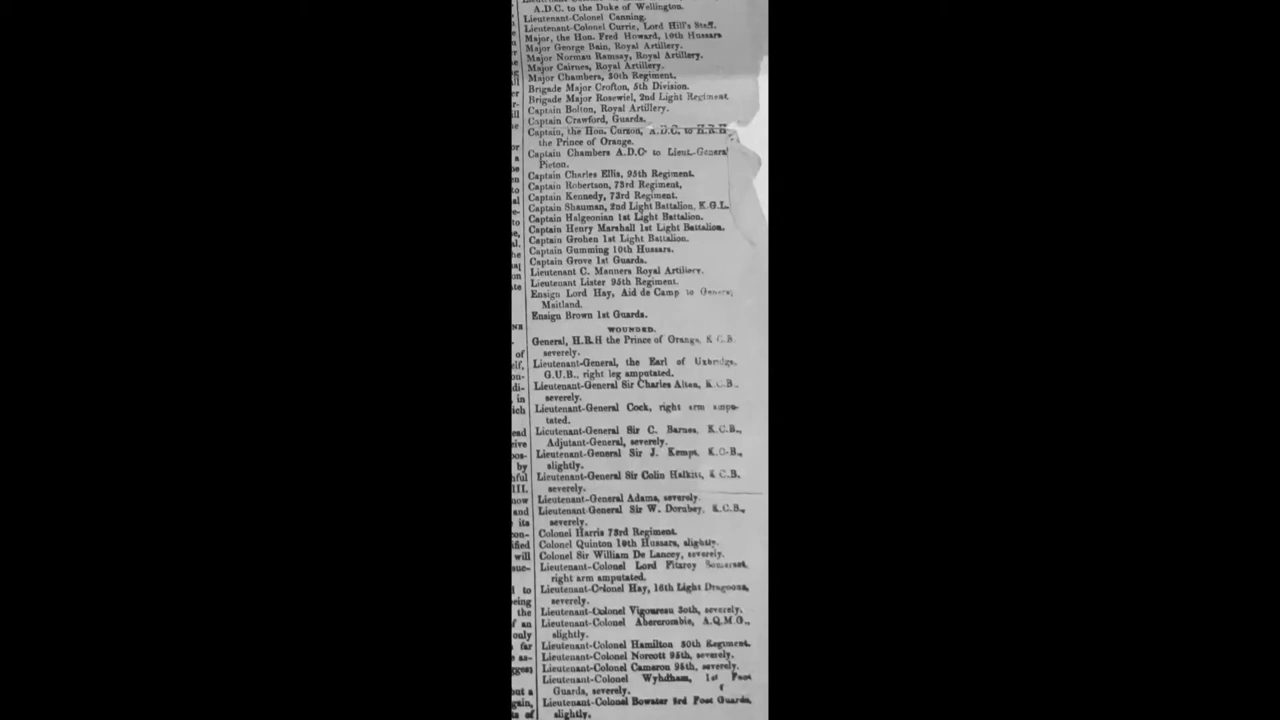 A.D.C. to the Duke of Wellington.
Lieutenant-Colonel Canning.
Lieutenant-Colonel Currie, Lord Hill's Staff.
Major, the Hon. Fred Howard, 10th Hussars
Major George Bain, Royal Artillery.
Major Norman Ramsay, Royal Artillery.
Major Cairnes, Royal Artillery.
Major Chambers, 30th Regiment.
Brigade Major Crofton, 5th Division.
Brigade Major Rosewiel, 2nd Light Regiment.
Captain Bolton, Royal Artillery.
Captain Crawford, Guards.
Captain, the Hon. Curzon, A.D.C. to H.R.H
the Prince of Orange.
Captain Chambers A.D.C. to Lieut.-General
Picton.
Captain Charles Ellis, 95th Regiment.
Captain Robertson, 73rd Regiment,
Captain Kennedy, 73rd Regiment.
Captain Shauman, 2nd Light Battalion, K.G.L.
Captain Halgeonian 1st Light Battalion.
Captain Henry Marshall 1st Light Battalion.
Captain Groben 1st Light Battalion.
Captain Gumming 10th Hussars.
Captain Grove 1st Guards.
Lieutenant C. Manners Royal Artillery.
Lieutenant Lister 95th Regiment.
Ensign Lord Hay, Aid de Camp to General
Maitland.
Ensign Brown 1st Guards.
WOUNDED.
General, H.R.H the Prince of Orange, K C.B.
severely.
Lieutenant-General, the Earl of Uxbridge,
G.U.B., right leg amputated.
Lieutenant-General Sir Charles Alten, K.C.B.,
severely.
Lieutenant-General Cock, right arm ampu-
tated.
Lieutenant-General Sir C. Barnes, K.C.B.,
Adjutant-General, severely.
Lieutenant-General Sir J. Kempt, K.C.B.,
slightly.
Lieutenant-General Sir Colin Halkitt, K C.B.
severely.
Lieutenant-General Adams, severely.
Lieutenant-General Sir W. Dornbey, K.C.B.,
severely.
Colonel Harris 73rd Regiment.
Colonel Quinton 10th Hussars, slightly.
Colonel Sir William De Lancey, severely.
Lieutenant-Colonel Lord Fitzroy Somerset,
right arm amputated.
Lieutenant-Colonel Hay, 16th Light Dragoons,
severely.
Lieutenant-Colonel Vigoureau 30th, severely.
Lieutenant-Colonel Abercrombie, A.Q.M.G.,
slightly.
Lieutenant-Colonel Hamilton 30th Regiment.
Lieutenant-Colonel Norcott 95th, severely.
Lieutenant-Colonel Cameron 95th, severely.
Lieutenant-Colonel Wyhdham, 1st Foot
Guards, severely.
Lieutenant-Colonel Bowater 3rd Foot Guards,
slightly.